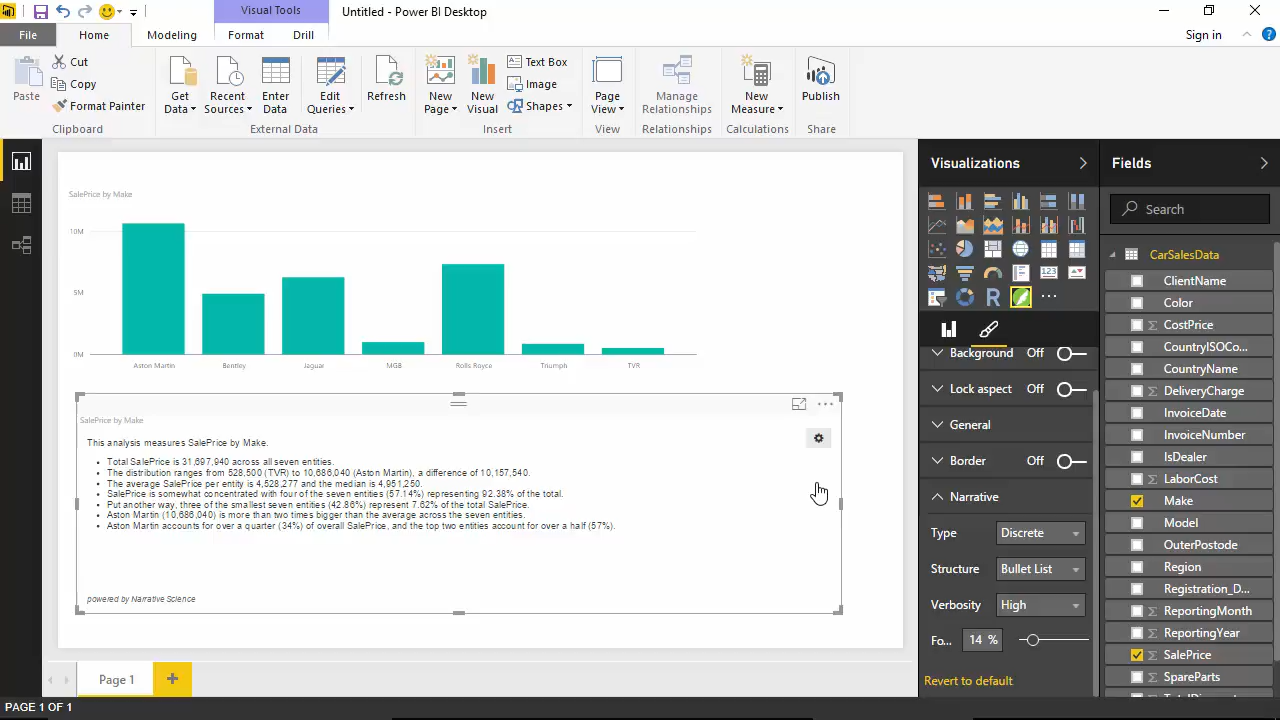 Visual Tools
Untitled - Power BI Desktop
File
Home
Modeling
Format
Drill
Sign in
Paste
Cut
Copy
Format Painter
Clipboard
Get Data
Recent Sources
Enter Data
Edit Queries
Refresh
External Data
New Page
New Visual
Text Box
Image
Shapes
Insert
Page View
View
Manage Relationships
Relationships
New Measure
Calculations
Publish
Share
SalePrice by Make
10M
5M
0M
Aston Martin
Bentley
Jaguar
MGB
Rolls Royce
Triumph
TVR
SalePrice by Make
This analysis measures SalePrice by Make.
• Total SalePrice is 31,697,940 across all seven entities.
• The distribution ranges from 528,500 (TVR) to 10,686,040 (Aston Martin), a difference of 10,157,540.
• The average SalePrice per entity is 4,528,277 and the median is 4,951,250.
• SalePrice is somewhat concentrated with four of the seven entities (57.14%) representing 92.38% of the total.
• Put another way, three of the smallest seven entities (42.86%) represent 7.62% of the total SalePrice.
• Aston Martin (10,686,040) is more than two times bigger than the average across the seven entities.
• Aston Martin accounts for over a quarter (34%) of overall SalePrice, and the top two entities account for over a half (57%).
powered by Narrative Science
Page 1
PAGE 1 OF 1
Visualizations
R
123
Background Off
Lock aspect Off
General
Border Off
Narrative
Type Discrete
Structure Bullet List
Verbosity High
Fo... 14 %
Revert to default
Fields
Search
CarSalesData
ClientName
Color
Σ CostPrice
CountryISOCo...
CountryName
Σ DeliveryCharge
InvoiceDate
InvoiceNumber
IsDealer
Σ LaborCost
Make
Model
OuterPostode
Region
Registration_D...
Σ ReportingMonth
Σ ReportingYear
Σ SalePrice
Σ SpareParts